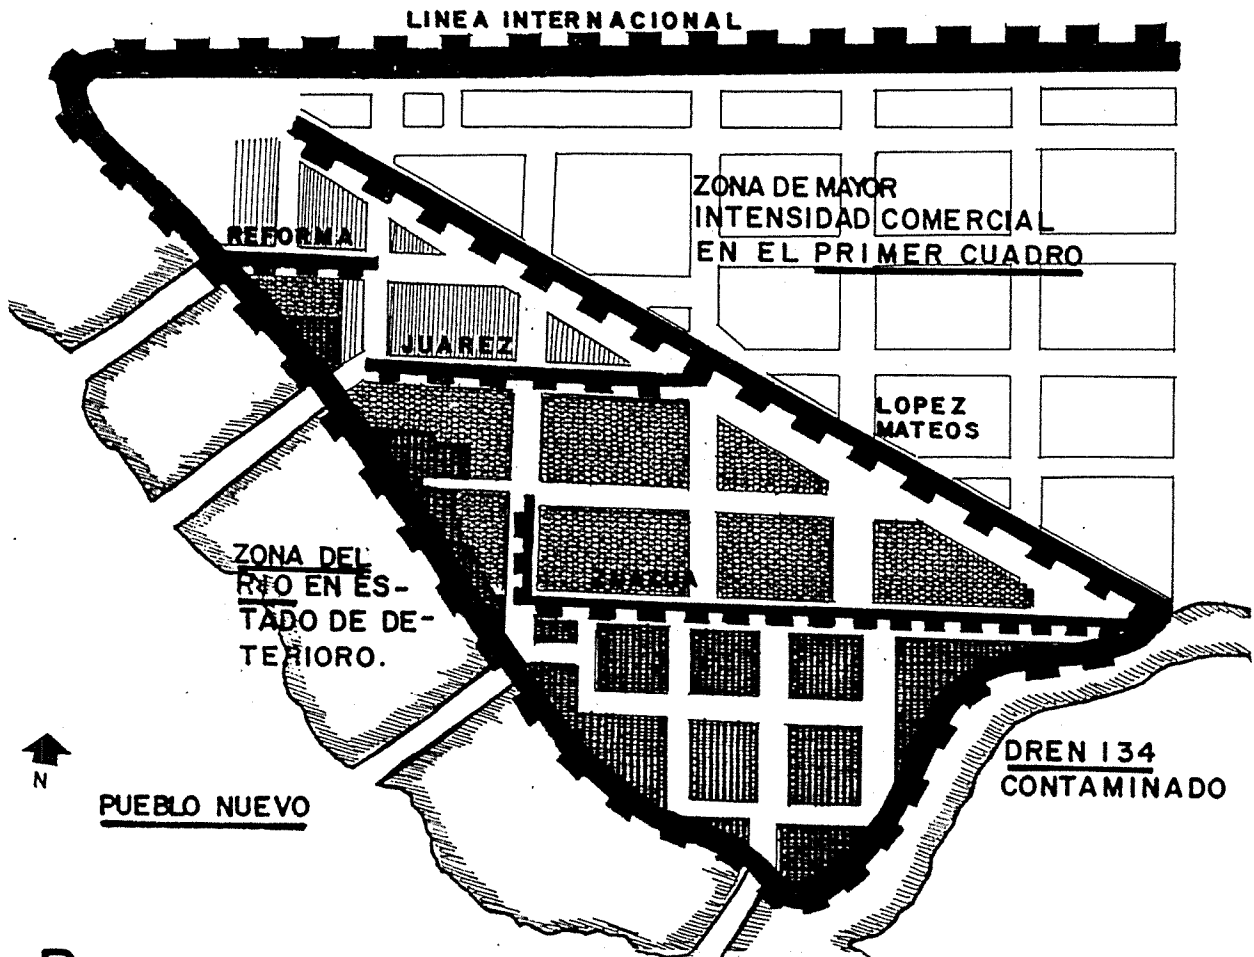 LINEA INTERNACIONAL
ZONA DE MAYOR
INTENSIDAD COMERCIAL
EN EL PRIMER CUADRO
REFORMA
JUAREZ
LOPEZ
MATEOS
ZUAZUA
ZONA DEL
RIO EN ES-
TADO DE DE-
TERIORO.
DREN 134
CONTAMINADO
N
PUEBLO NUEVO